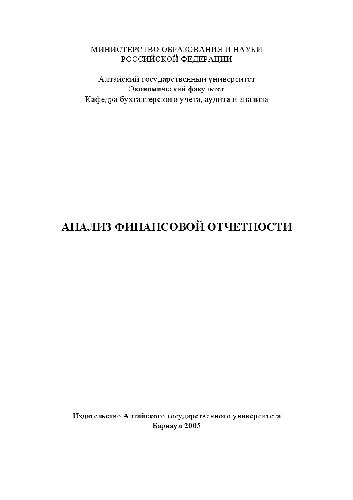 МИНИСТЕРСТВО ОБРАЗОВАНИЯ И НАУКИ
РОССИЙСКОЙ ФЕДЕРАЦИИ
Алтайский государственный университет
Экономический факультет
Кафедра бухгалтерского учета, аудита и анализа
АНАЛИЗ ФИНАНСОВОЙ ОТЧЕТНОСТИ
Издательство Алтайского государственного университета
Барнаул 2005